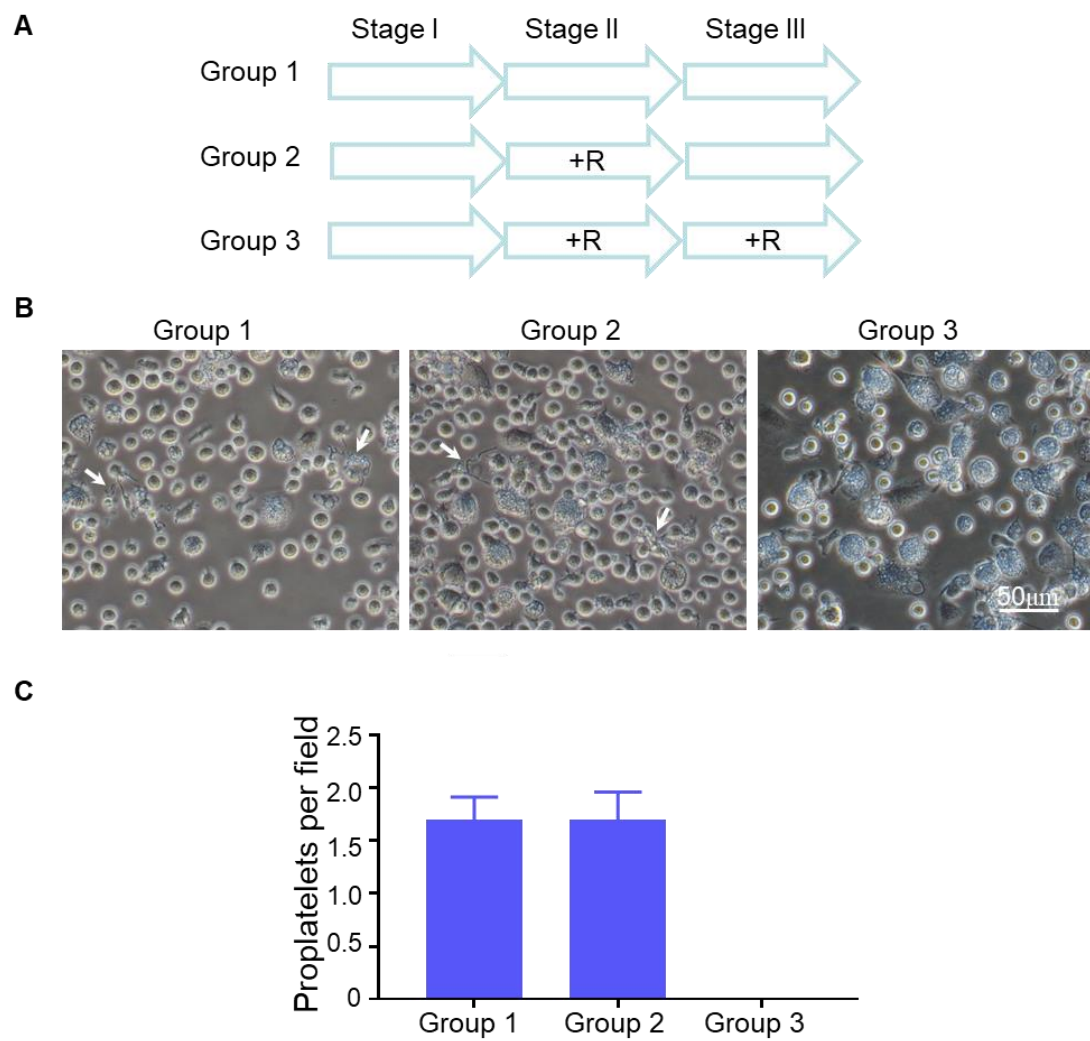 A
Stage I Stage II Stage III
Group 1
Group 2 +R
Group 3 +R +R
B
Group 1 Group 2 Group 3
50μm
C
Proplatelets per field
2.5
2.0
1.5
1.0
0.5
0
Group 1 Group 2 Group 3